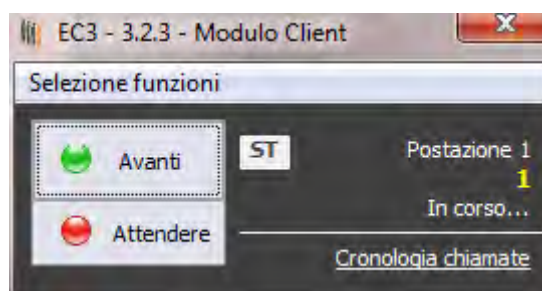 EC3 - 3.2.3 - Modulo Client
Selezione funzioni
Avanti
ST
Postazione 1
1
In corso...
Attendere
Cronologia chiamate